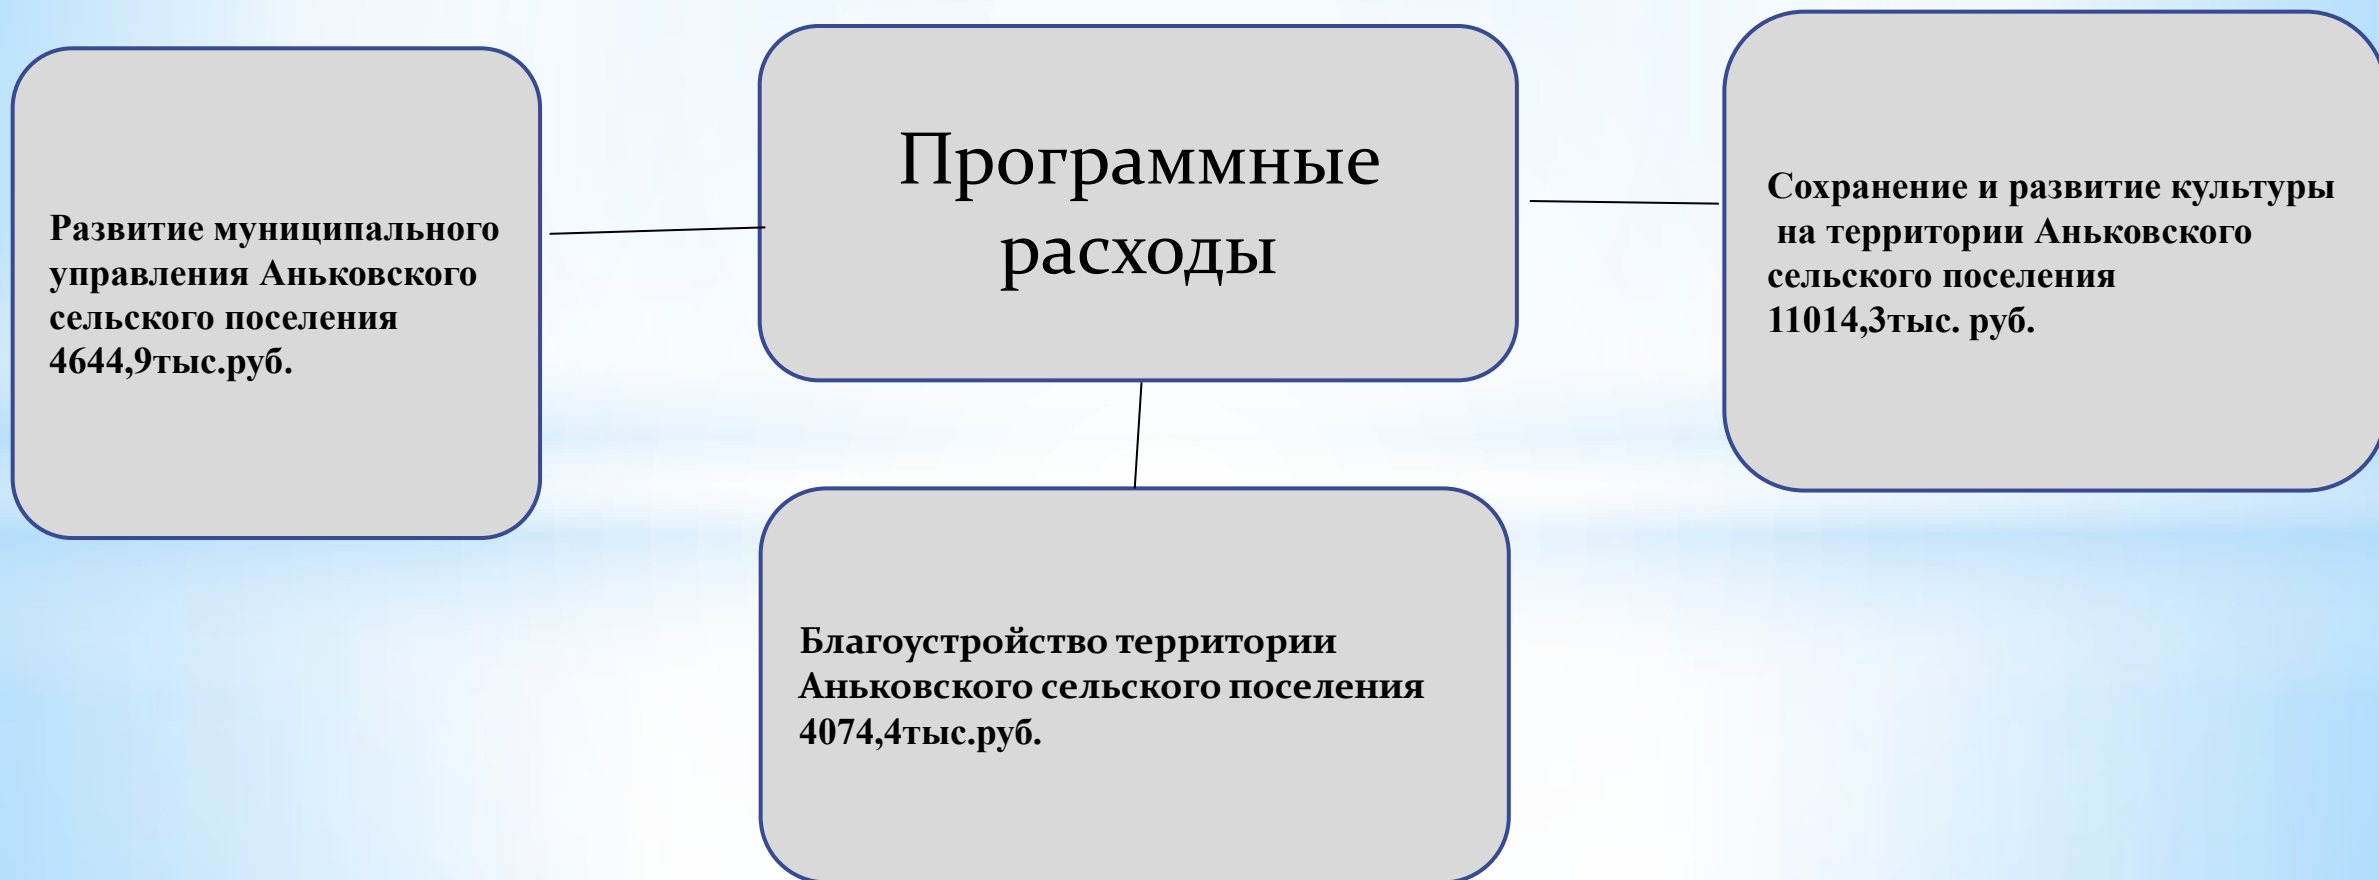 Развитие муниципального
управления Аньковского
сельского поселения
4644,9тыс.руб.
Программные
расходы
Сохранение и развитие культуры
на территории Аньковского
сельского поселения
11014,3тыс. руб.
Благоустройство территории
Аньковского сельского поселения
4074,4тыс.руб.